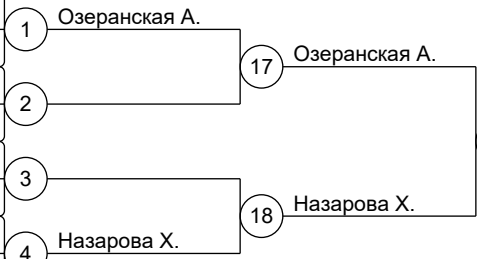 1 Озеранская А.
17 Озеранская А.
2
3
18 Назарова Х.
4 Назарова Х.